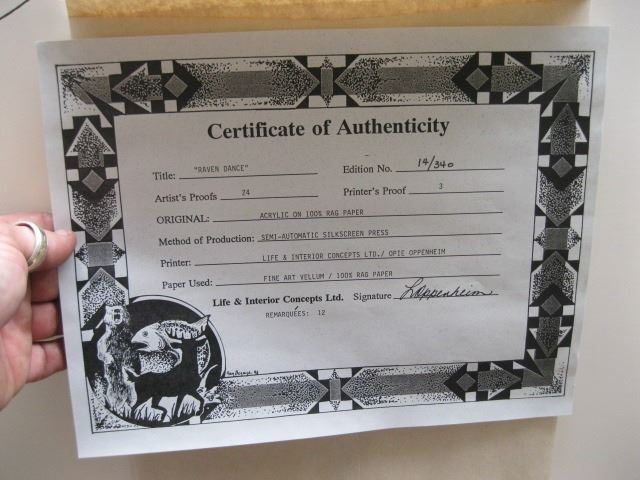 Certificate of Authenticity
Title: "RAVEN DANCE" Edition No. 14/340
Artist's Proofs 24 Printer's Proof 3
ORIGINAL: ACRYLIC ON 100% RAG PAPER
Method of Production: SEMI-AUTOMATIC SILKSCREEN PRESS
Printer: LIFE & INTERIOR CONCEPTS LTD./ OPIE OPPENHEIM
Paper Used: FINE ART VELLUM / 100% RAG PAPER
Life & Interior Concepts Ltd. Signature LOppenheim
REMARQUÉES: 12